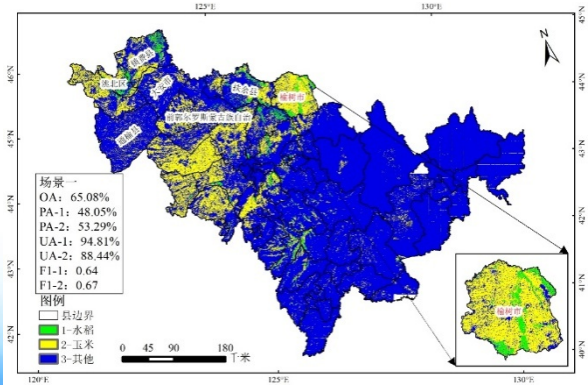 125°E
130°E
45°N
46°N
镇赉县
洮北区
大安市
扶余县
榆树市
前郭尔罗斯蒙古族自治
通榆县
N
44°N
45°N
43°N
44°N
42°N
43°N
41°N
42°N
40°N
场景一
OA：65.08%
PA-1：48.05%
PA-2：53.29%
UA-1：94.81%
UA-2：88.44%
F1-1：0.64
F1-2：0.67
图例
县边界
1-水稻
2-玉米
3-其他
0 45 90 180
千米
榆树市
120°E
125°E
130°E